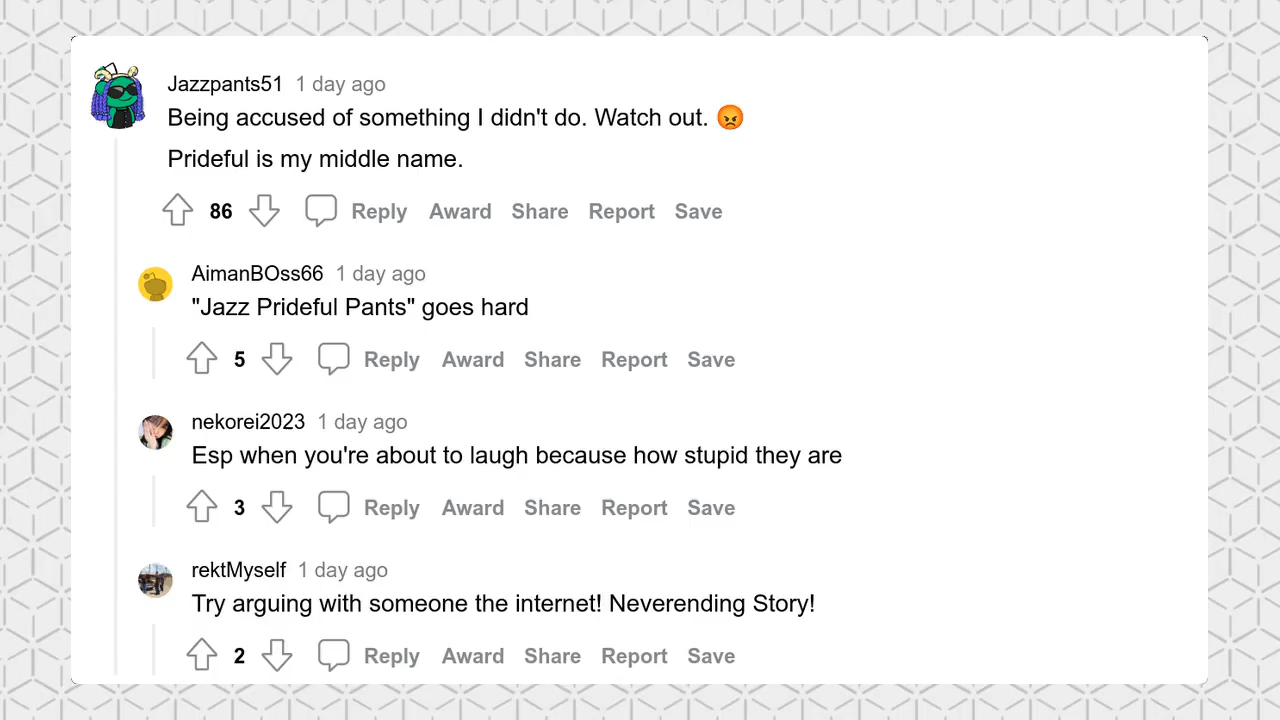 Jazzpants51 1 day ago
Being accused of something I didn't do. Watch out. 😡
Prideful is my middle name.
86 Reply Award Share Report Save
AimanBOss66 1 day ago
"Jazz Prideful Pants" goes hard
5 Reply Award Share Report Save
nekorei2023 1 day ago
Esp when you're about to laugh because how stupid they are
3 Reply Award Share Report Save
rektMyself 1 day ago
Try arguing with someone the internet! Neverending Story!
2 Reply Award Share Report Save